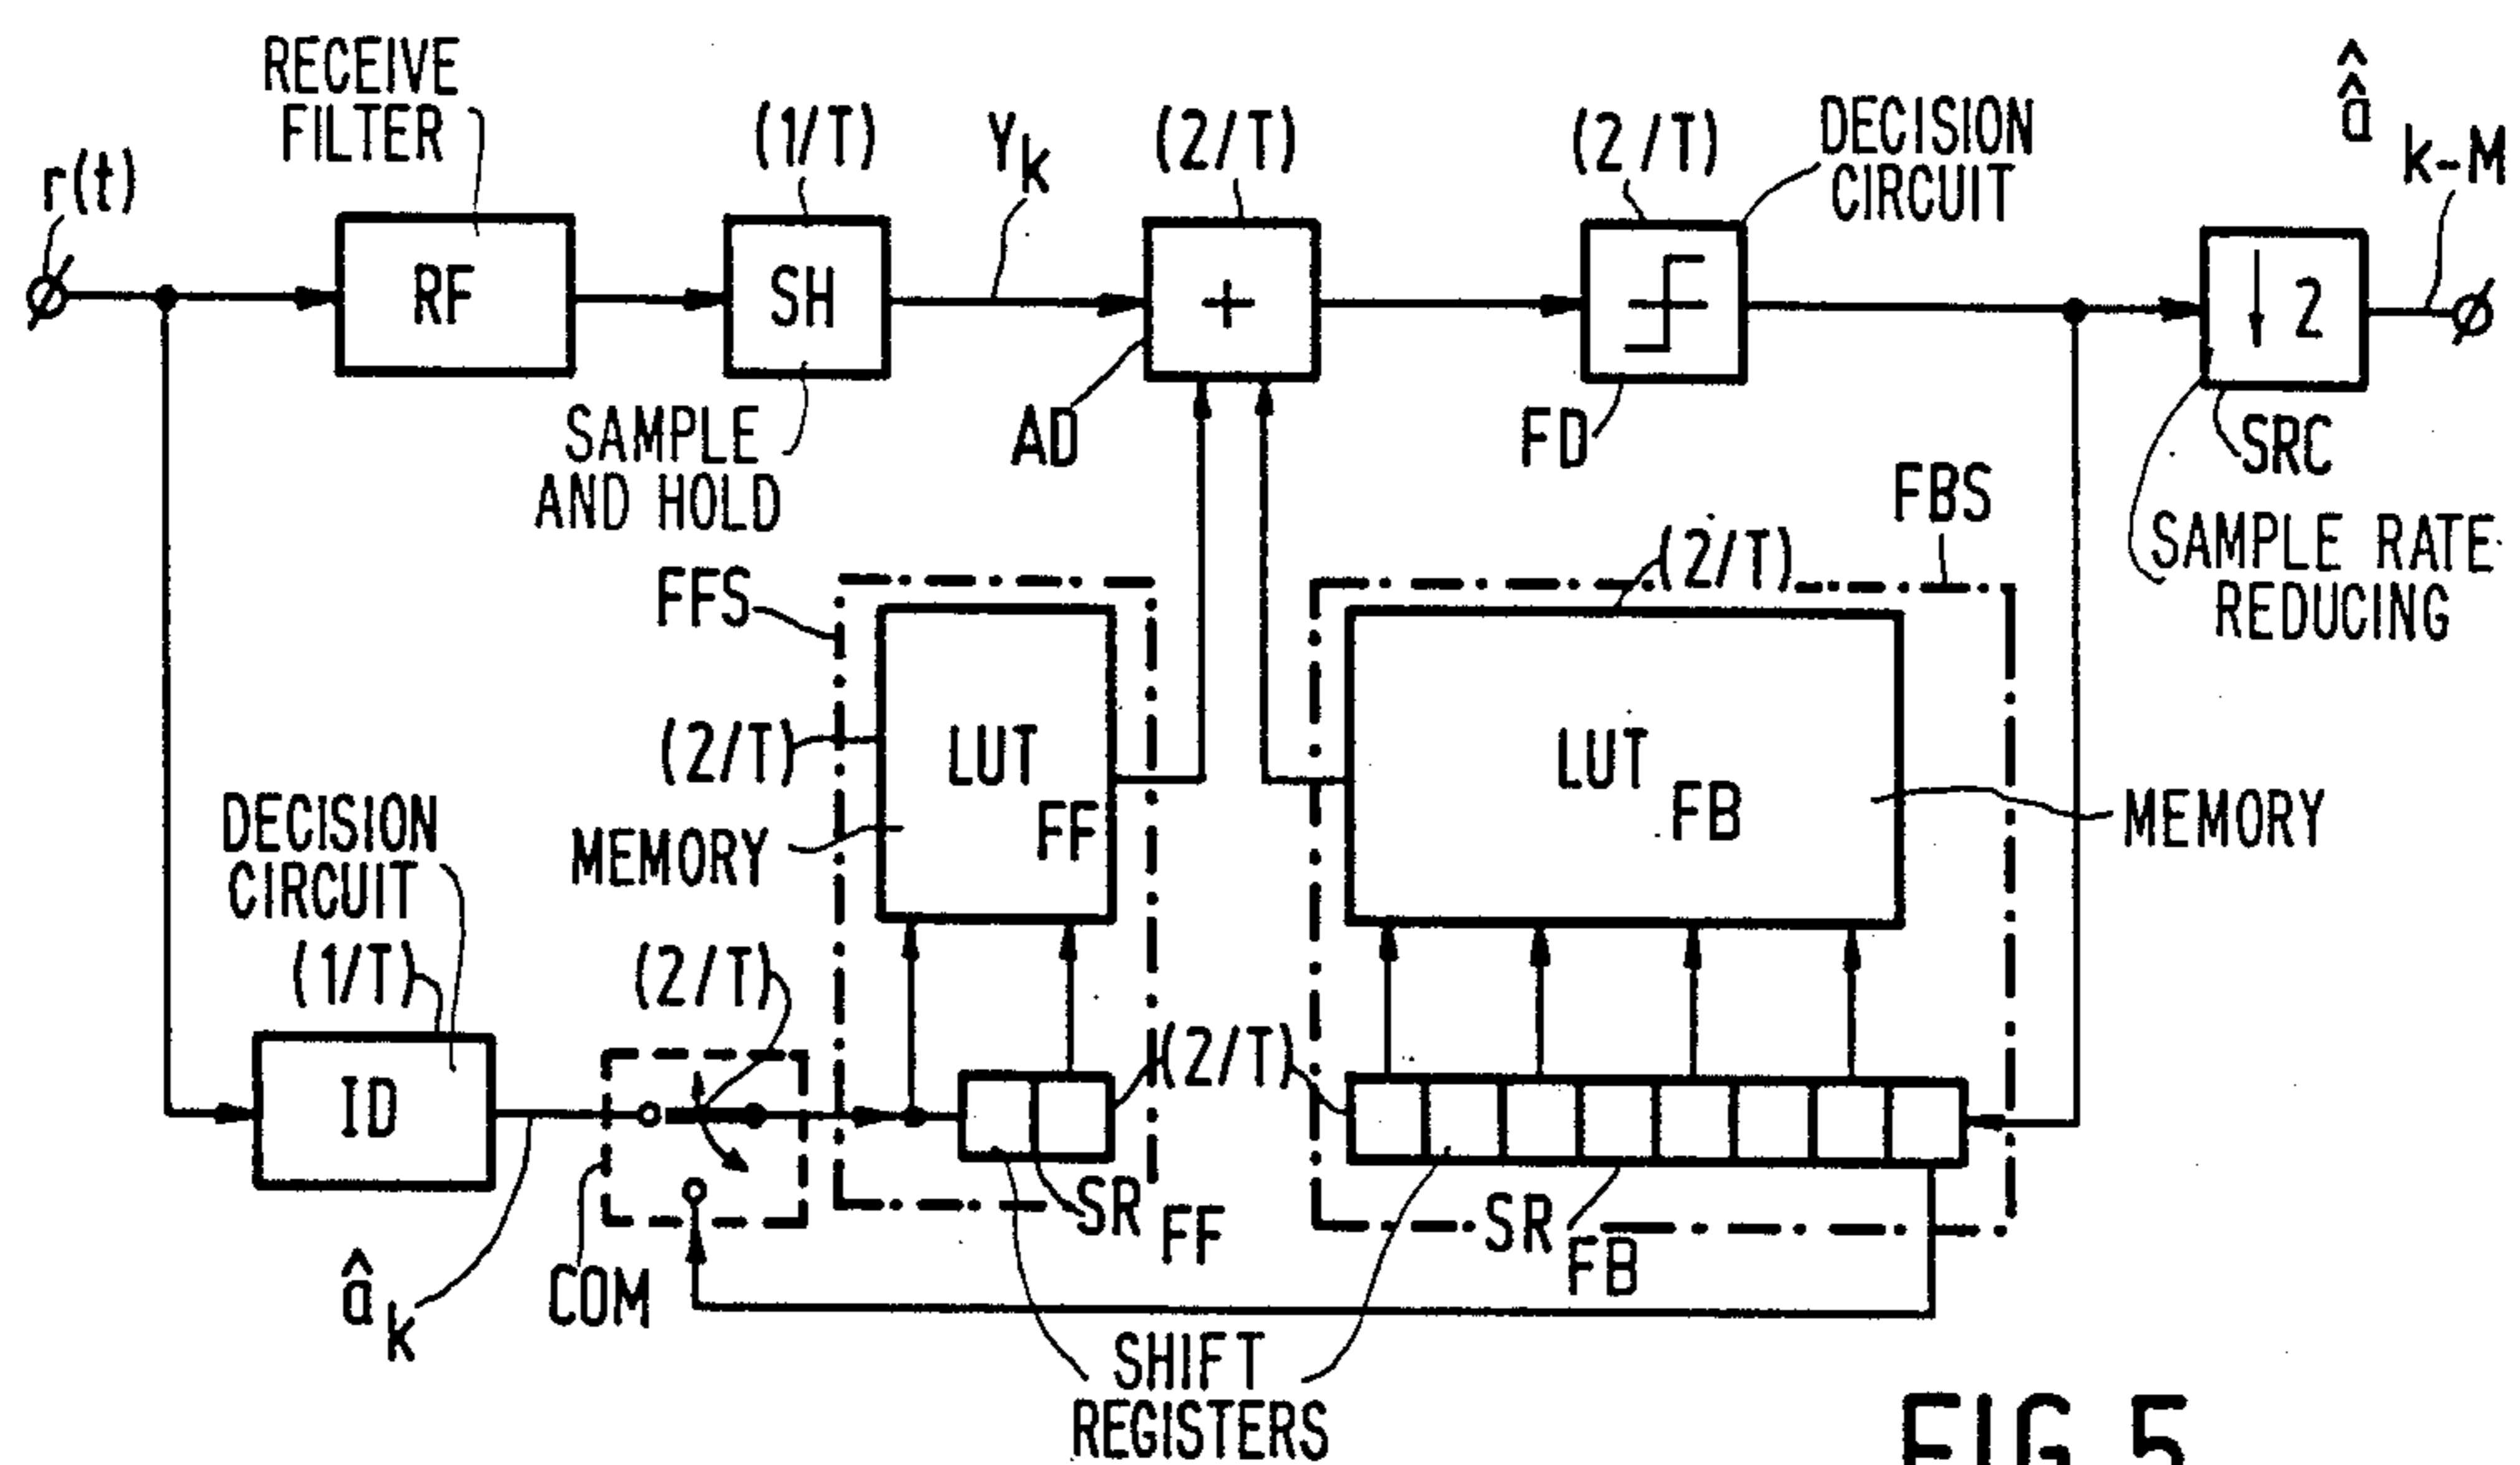 RECEIVE
FILTER
r(t)
RF
(1/T)
SH
SAMPLE
AND HOLD
Yk
(2/T)
+
AD
(2/T)
DECISION
CIRCUIT
FD
â̂
k-M
↓ 2
SRC
SAMPLE RATE
REDUCING
FFS
(2/T)
LUT
FF
MEMORY
FBS
(2/T)
LUT
FB
MEMORY
DECISION
CIRCUIT
(1/T)
ID
âk
(2/T)
COM
(2/T)
SR
FF
SR
FB
SHIFT
REGISTERS
FIG. 5